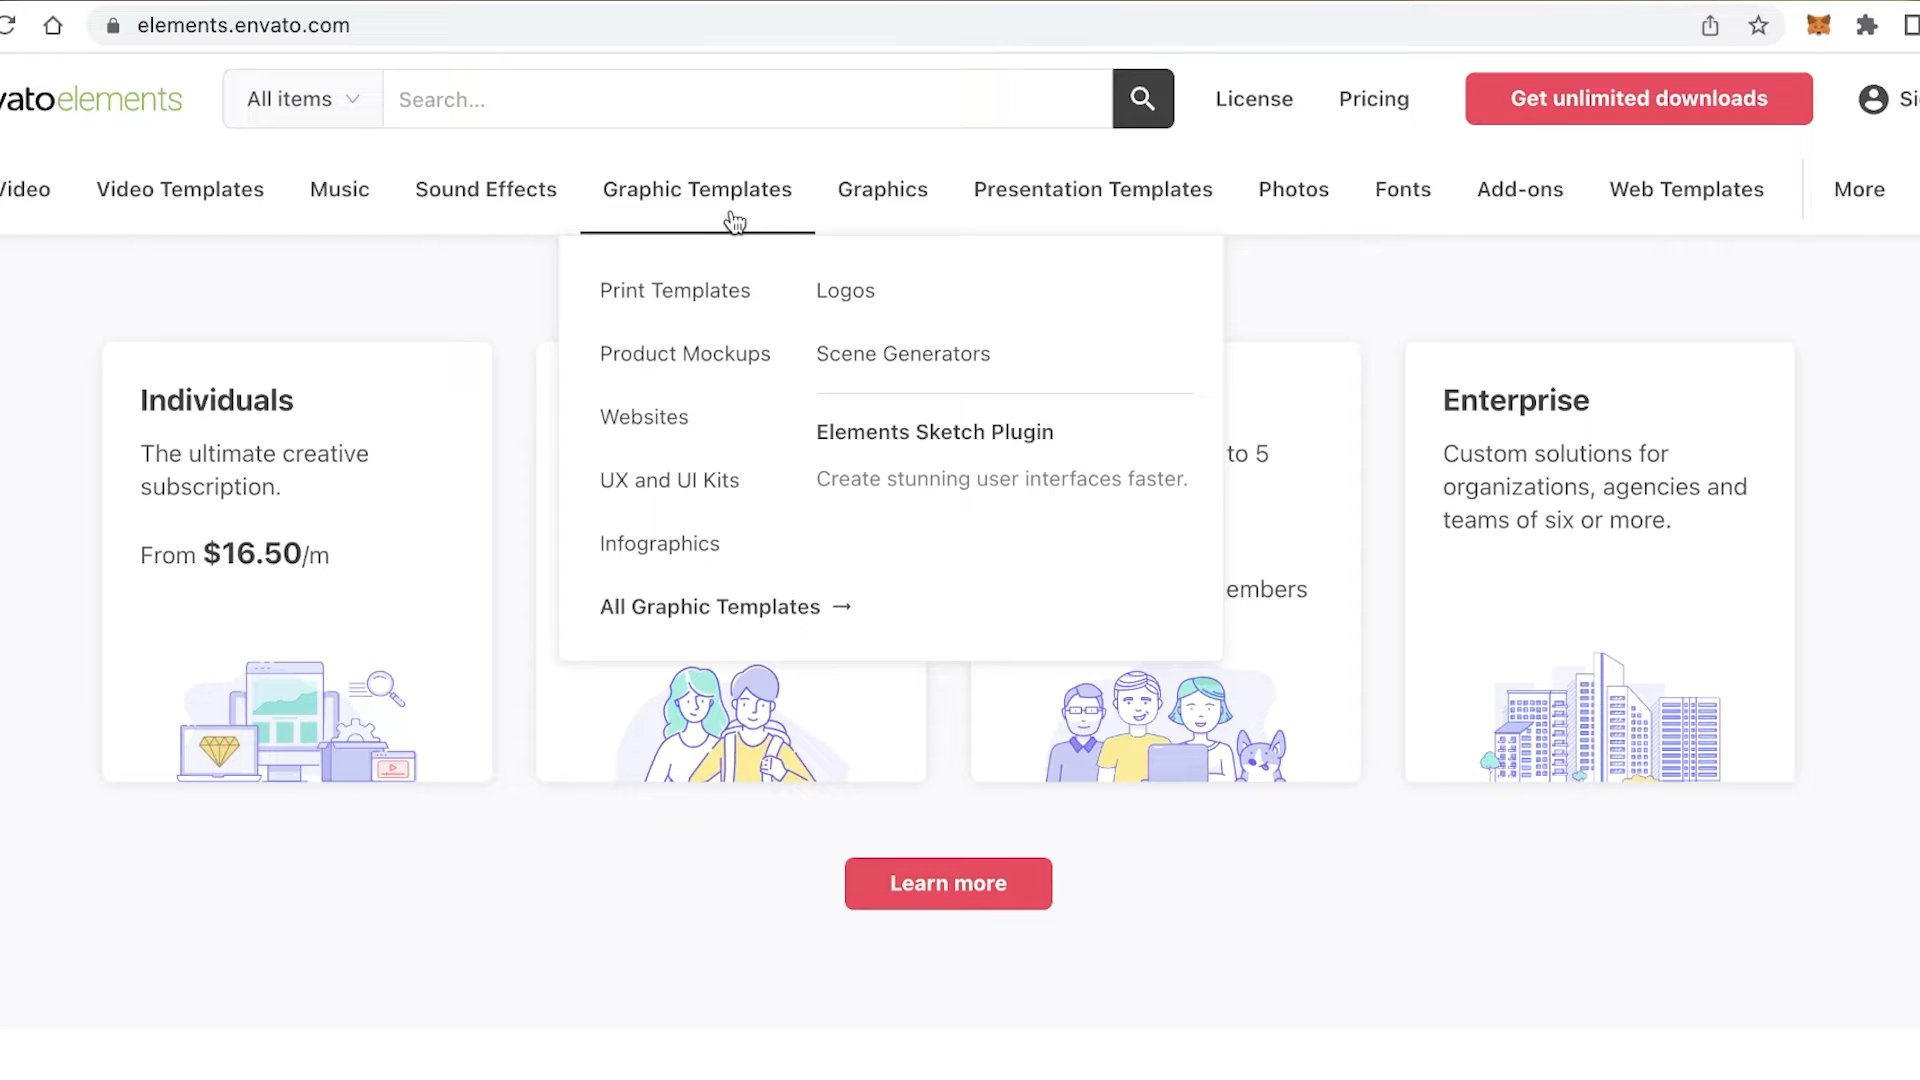 elements.envato.com
vatoelements
All items
Search...
License
Pricing
Get unlimited downloads
Video
Video Templates
Music
Sound Effects
Graphic Templates
Graphics
Presentation Templates
Photos
Fonts
Add-ons
Web Templates
More
Print Templates
Logos
Product Mockups
Scene Generators
Websites
Elements Sketch Plugin
UX and UI Kits
Create stunning user interfaces faster.
Infographics
All Graphic Templates →
Individuals
The ultimate creative
subscription.
From $16.50/m
to 5
embers
Enterprise
Custom solutions for
organizations, agencies and
teams of six or more.
Learn more